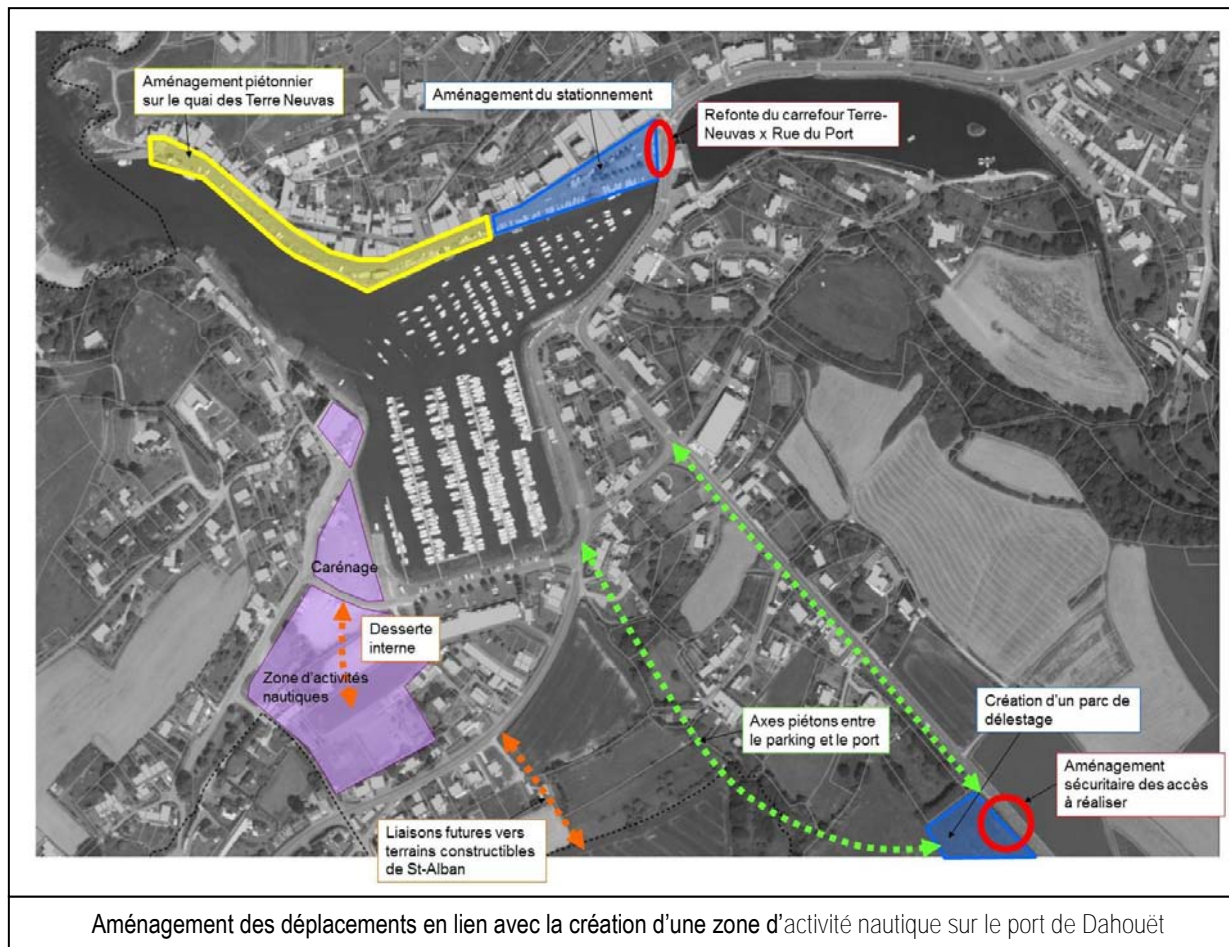 Aménagement piétonnier
sur le quai des Terre Neuvas
Aménagement du stationnement
Refonte du carrefour Terre-
Neuvas x Rue du Port
Carénage
Desserte
interne
Zone d'activités
nautiques
Axes piétons entre
le parking et le port
Création d'un parc de
délestage
Aménagement
sécuritaire des accès
à réaliser
Liaisons futures vers
terrains constructibles
de St-Alban
Aménagement des déplacements en lien avec la création d'une zone d'activité nautique sur le port de Dahouët